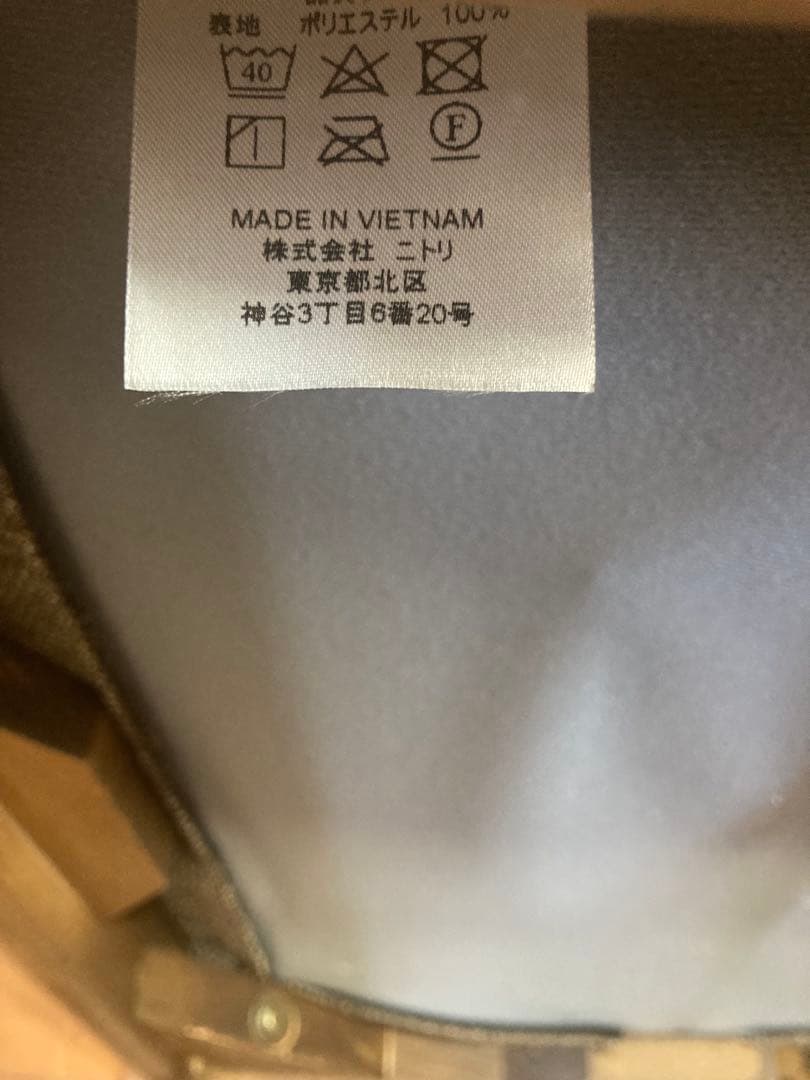 表地 ポリエステル 100%
40
F
MADE IN VIETNAM
株式会社 ニトリ
東京都北区
神谷3丁目6番20号